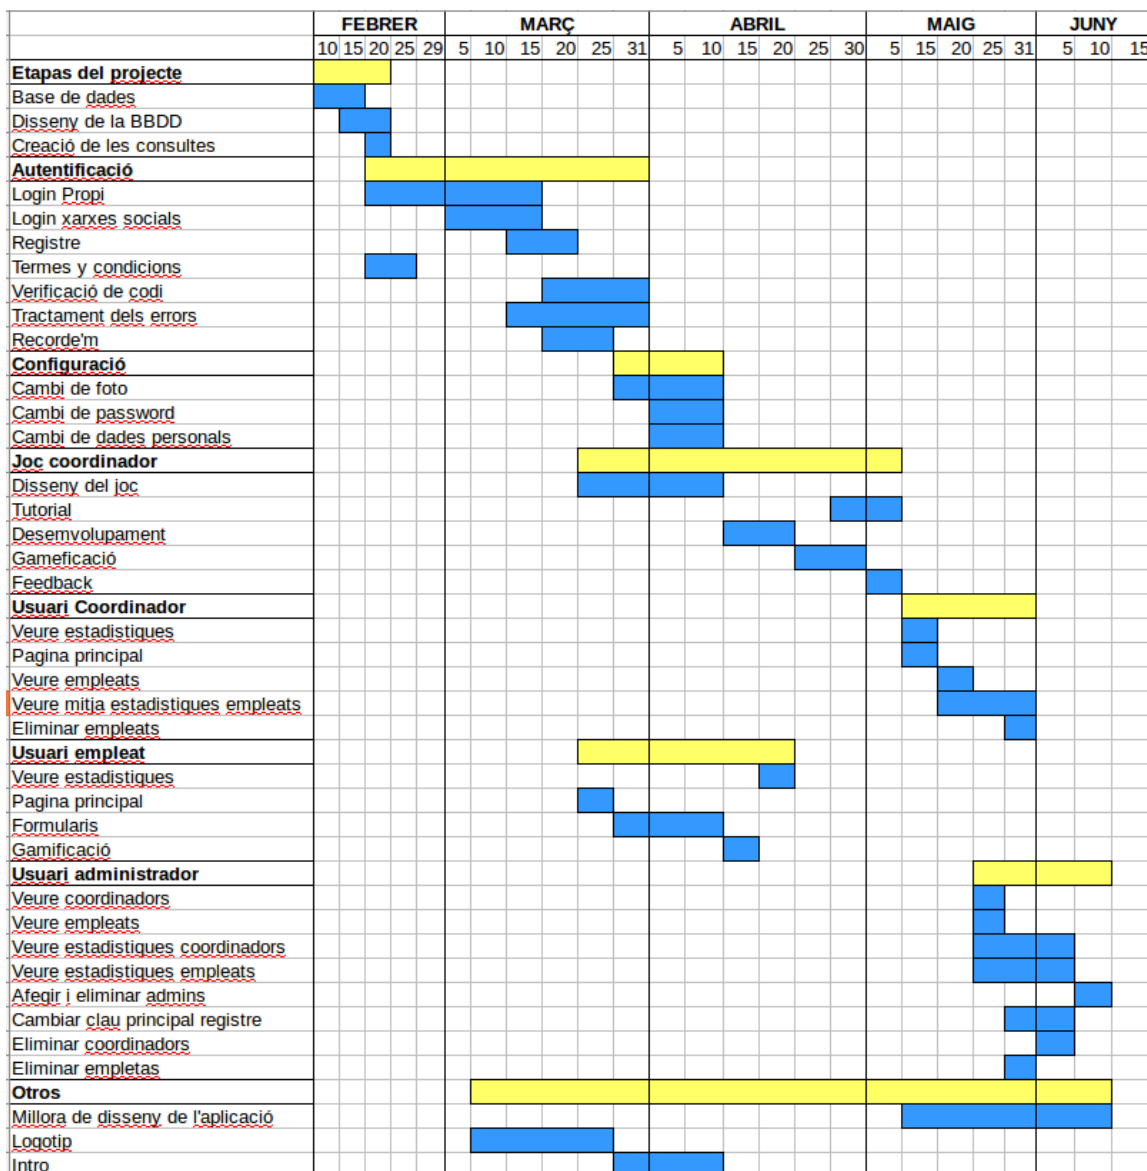 FEBRER MARÇ ABRIL MAIG JUNY
10 15 20 25 29 5 10 20 25 31 5 10 15 20 25 30 5 15 20 25 31 5 10 15
Etapas del projecte
Base de dades
Disseny de la BBDD
Creació de les consultes
Autentificació
Login Propi
Login xarxes socials
Registre
Termes y condicions
Verificació de codi
Tractament dels errors
Recorde'm
Configuració
Cambi de foto
Cambi de password
Cambi de dades personals
Joc coordinador
Disseny del joc
Tutorial
Desemvolupament
Gameficació
Feedback
Usuari Coordinador
Veure estadistiques
Pagina principal
Veure empleats
Veure mitja estadistiques empleats
Eliminar empleats
Usuari empleat
Veure estadistiques
Pagina principal
Formularis
Gamificació
Usuari administrador
Veure coordinadors
Veure empleats
Veure estadistiques coordinadors
Veure estadistiques empleats
Afegir i eliminar admins
Cambiar clau principal registre
Eliminar coordinadors
Eliminar empletas
Otros
Millora de disseny de l'aplicació
Logotip
Intro